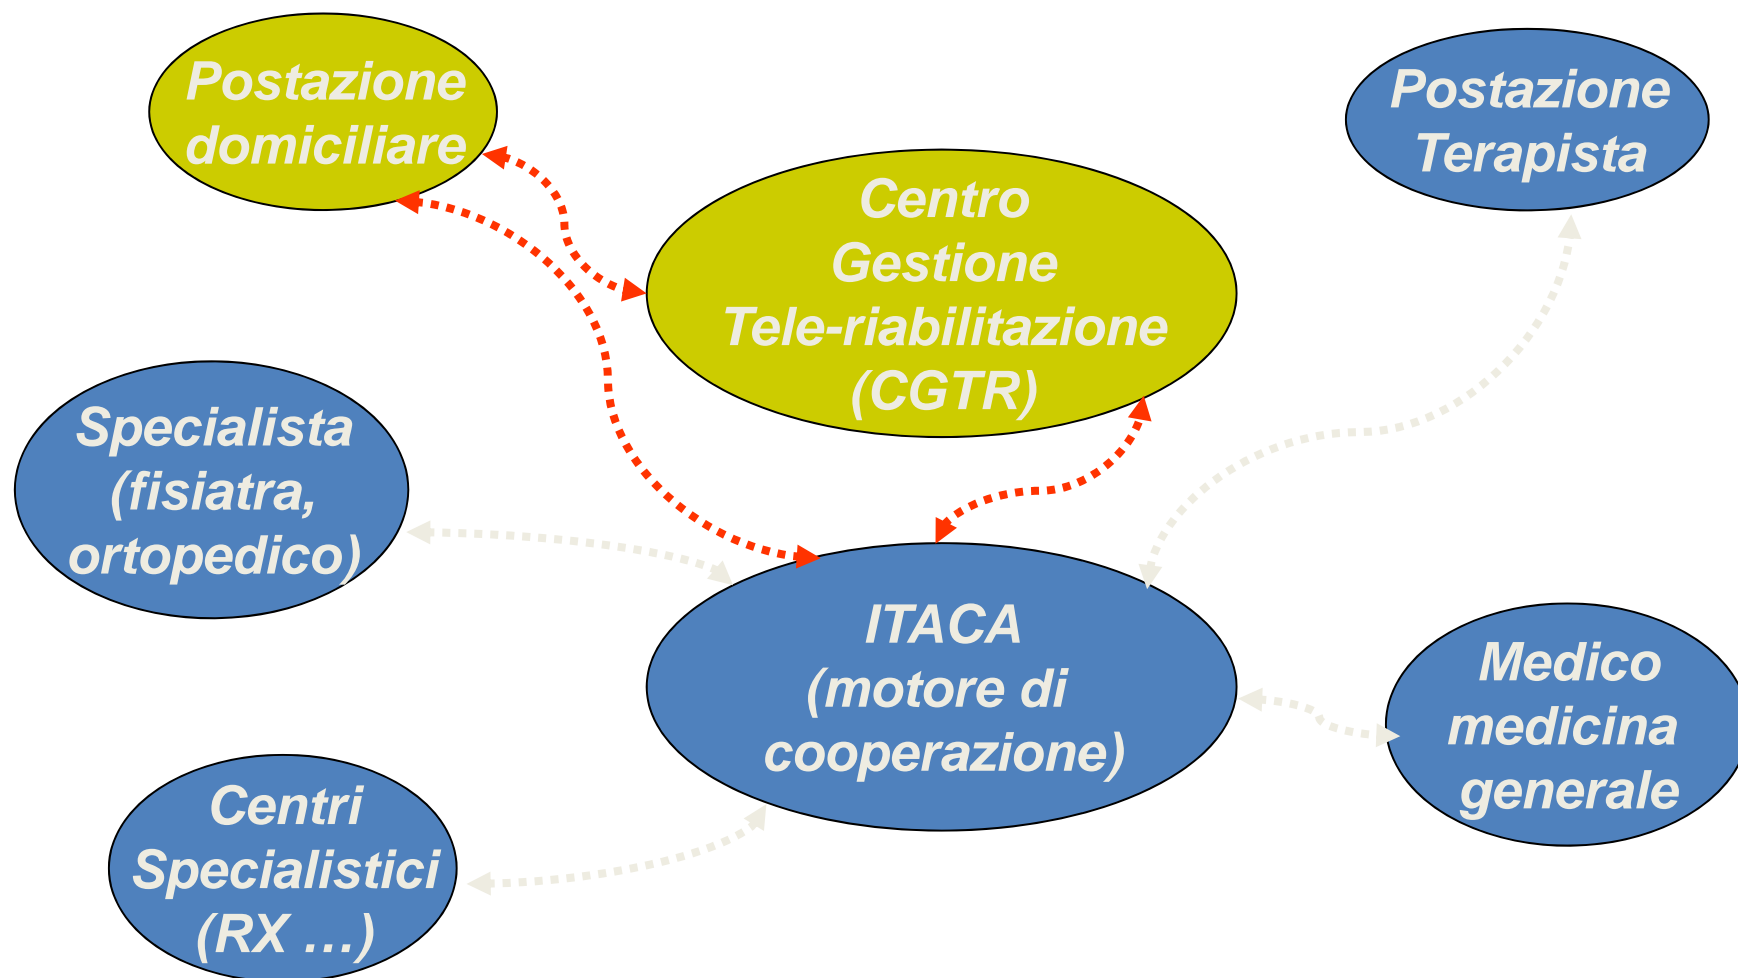 Postazione
domiciliare
Postazione
Terapista
Centro
Gestione
Tele-riabilitazione
(CGTR)
Specialista
(fisiatra,
ortopedico)
ITACA
(motore di
cooperazione)
Medico
medicina
generale
Centri
Specialistici
(RX …)